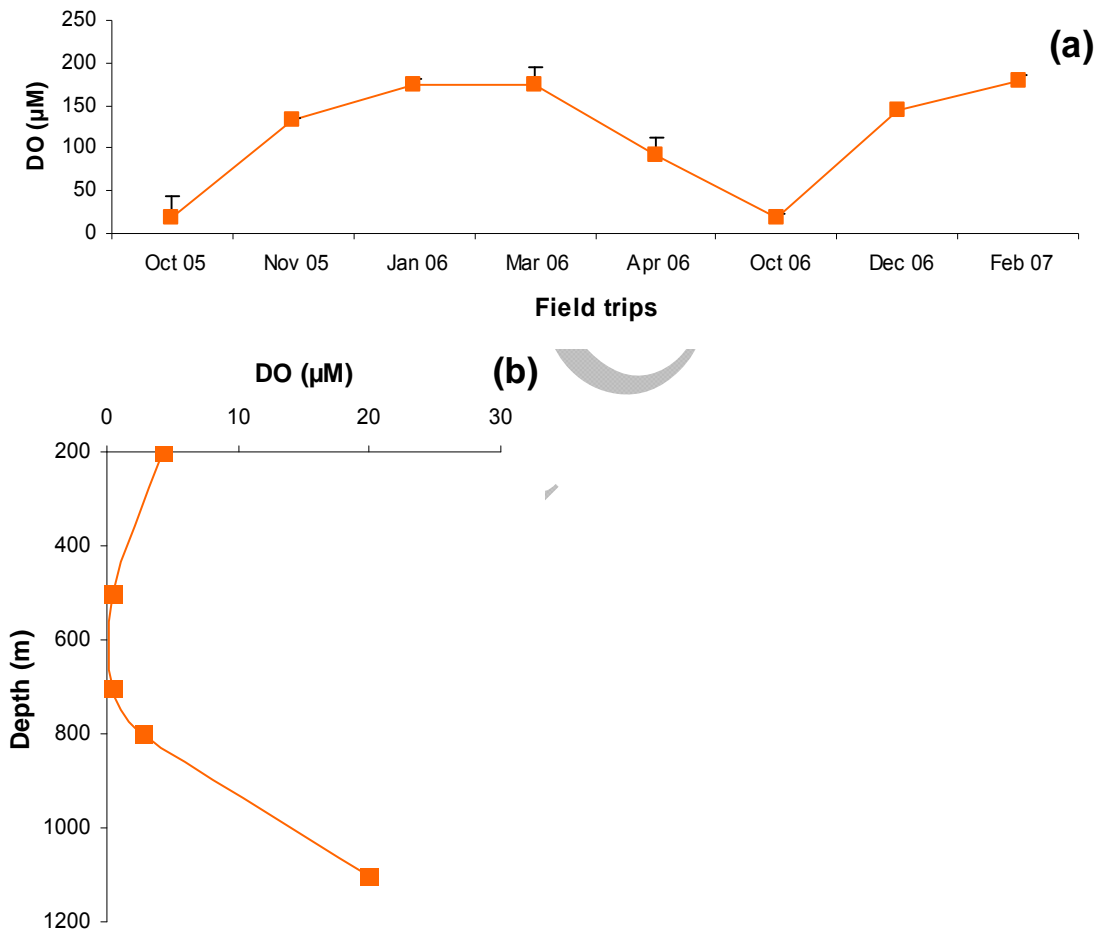 (a)
250
200
150
100
50
0
DO (µM)
Oct 05 Nov 05 Jan 06 Mar 06 Apr 06 Oct 06 Dec 06 Feb 07
Field trips
(b)
DO (µM)
0 10 20 30
200
400
600
800
1000
1200
Depth (m)